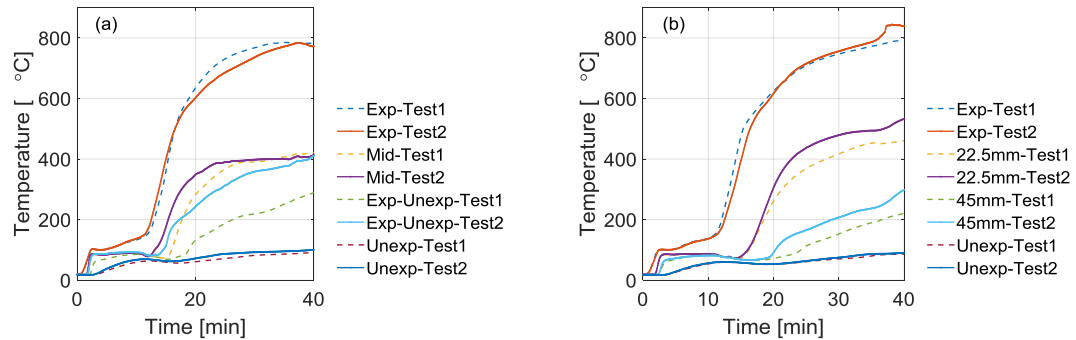 (a)
800
600
400
200
0
Temperature [ °C]
0
20
40
Time [min]
Exp-Test1
Exp-Test2
Mid-Test1
Mid-Test2
Exp-Unexp-Test1
Exp-Unexp-Test2
Unexp-Test1
Unexp-Test2
(b)
800
600
400
200
0
Temperature [ °C]
0
10
20
30
40
Time [min]
Exp-Test1
Exp-Test2
22.5mm-Test1
22.5mm-Test2
45mm-Test1
45mm-Test2
Unexp-Test1
Unexp-Test2